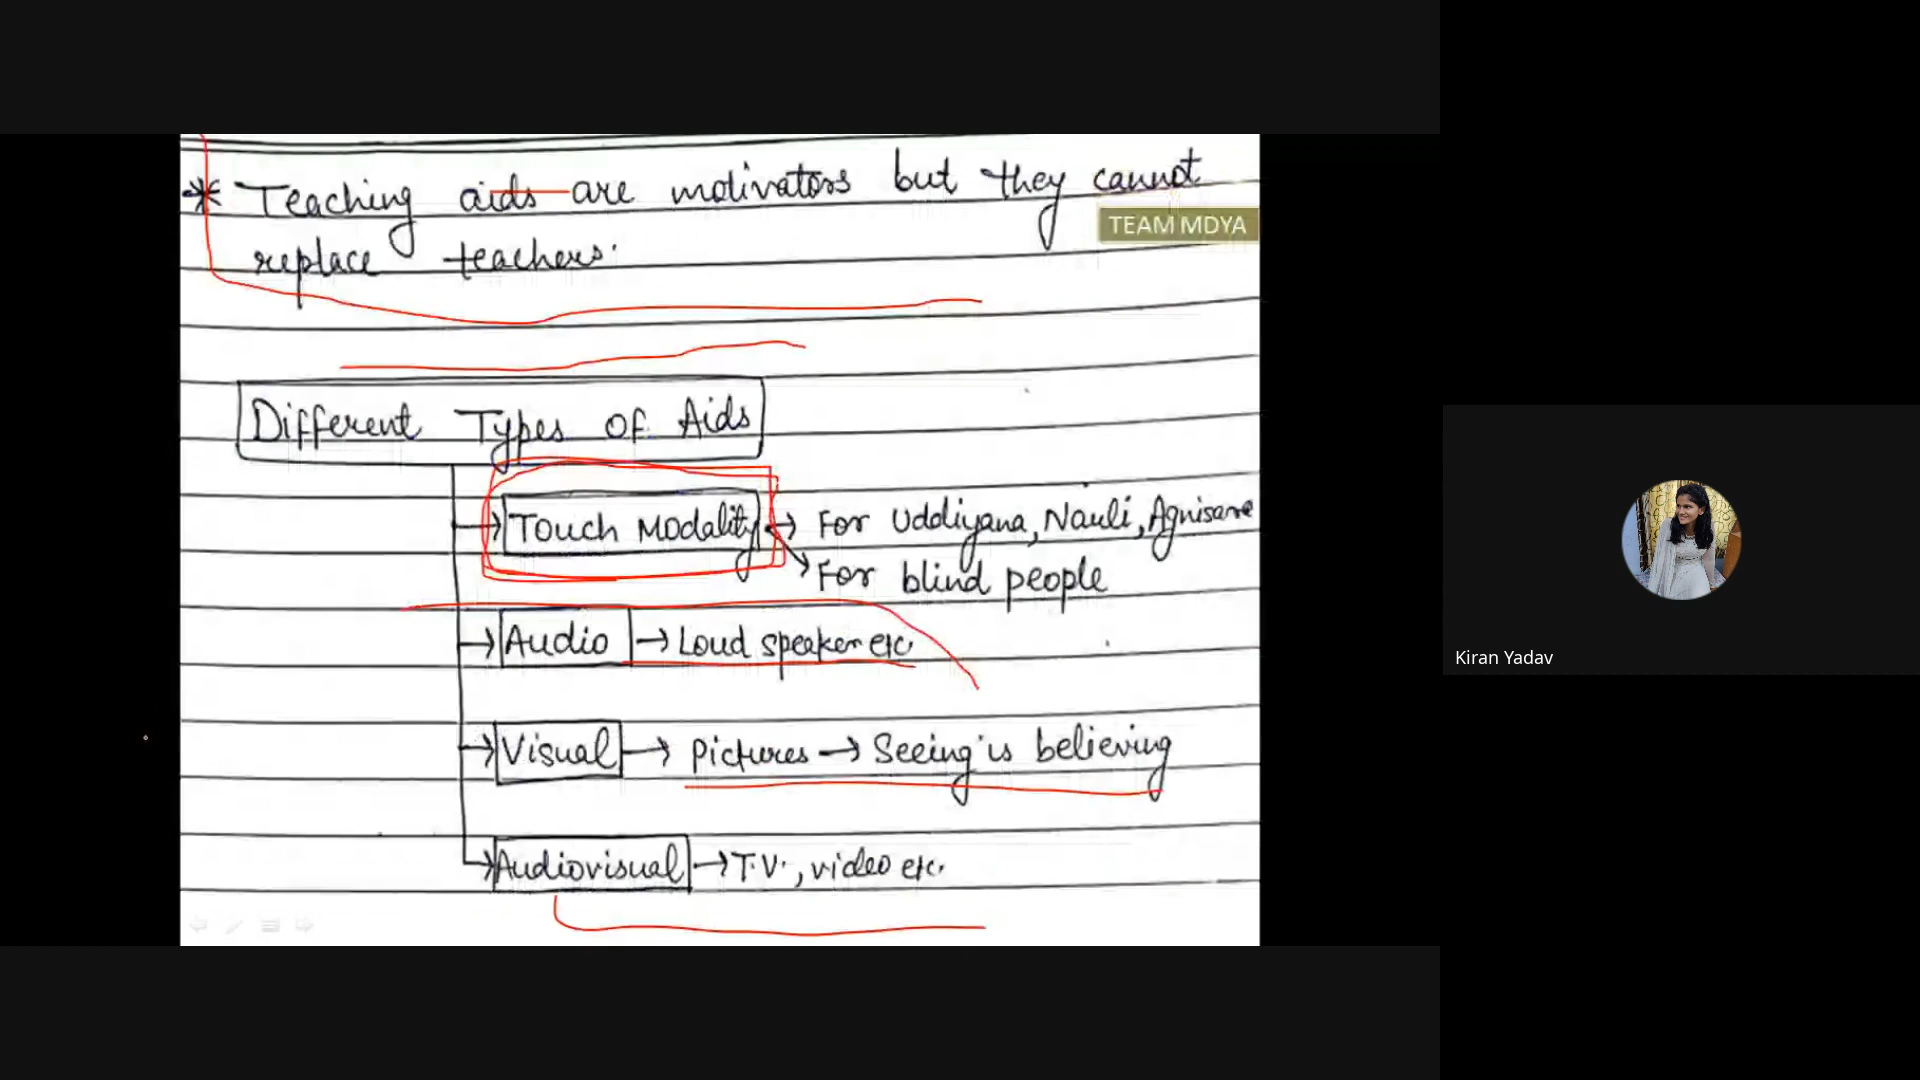 * Teaching aids are motivators but they cannot
TEAM MDYA
replace teachers.
Different Types of Aids
→ Touch Modality → For Uddiyana, Nauli, Agnisare
→ For blind people
→ Audio → Loud speaker etc.
→ Visual → Pictures → Seeing is believing
→ Audiovisual → T.V., video etc.
Kiran Yadav